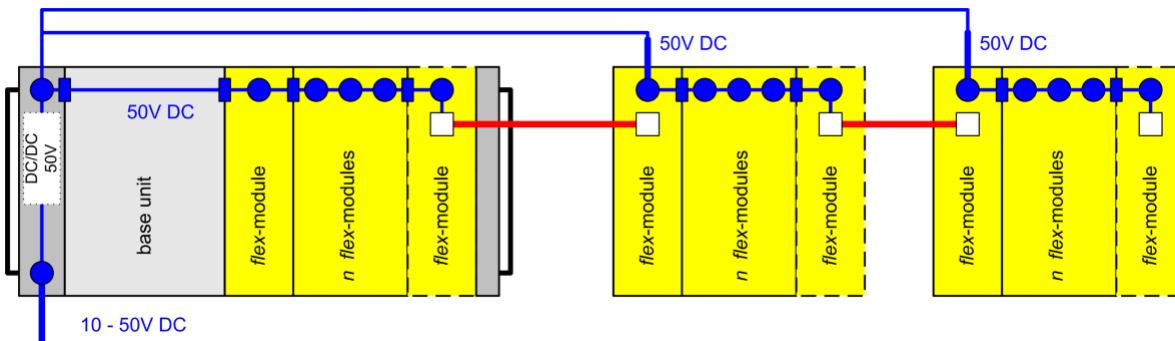 50V DC
50V DC
50V DC
DC/DC
50V
base unit
flex-module
n flex-modules
flex-module
flex-module
n flex-modules
flex-module
flex-module
n flex-modules
flex-module
10 - 50V DC